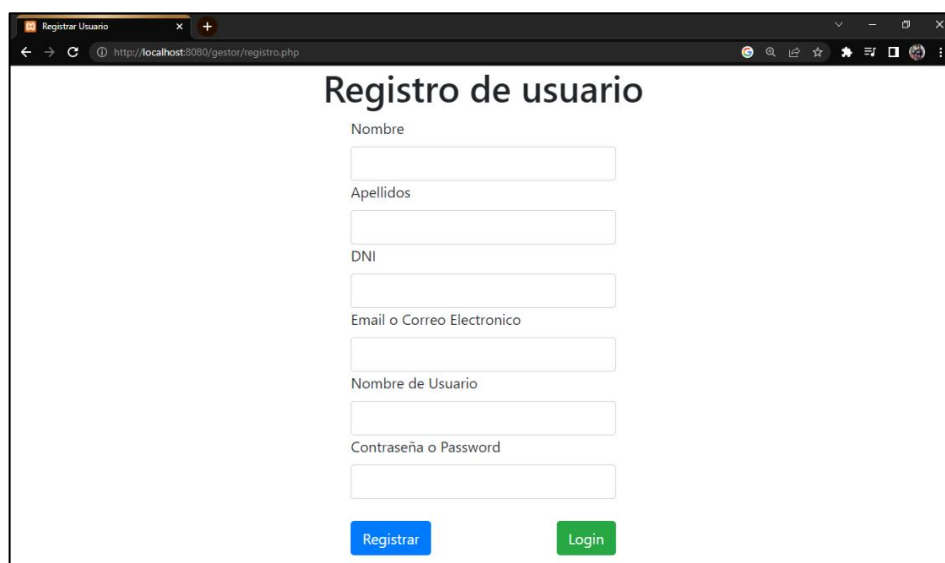 Registrar Usuario
http://localhost:8080/gestor/registro.php
Registro de usuario
Nombre
Apellidos
DNI
Email o Correo Electronico
Nombre de Usuario
Contraseña o Password
Registrar
Login